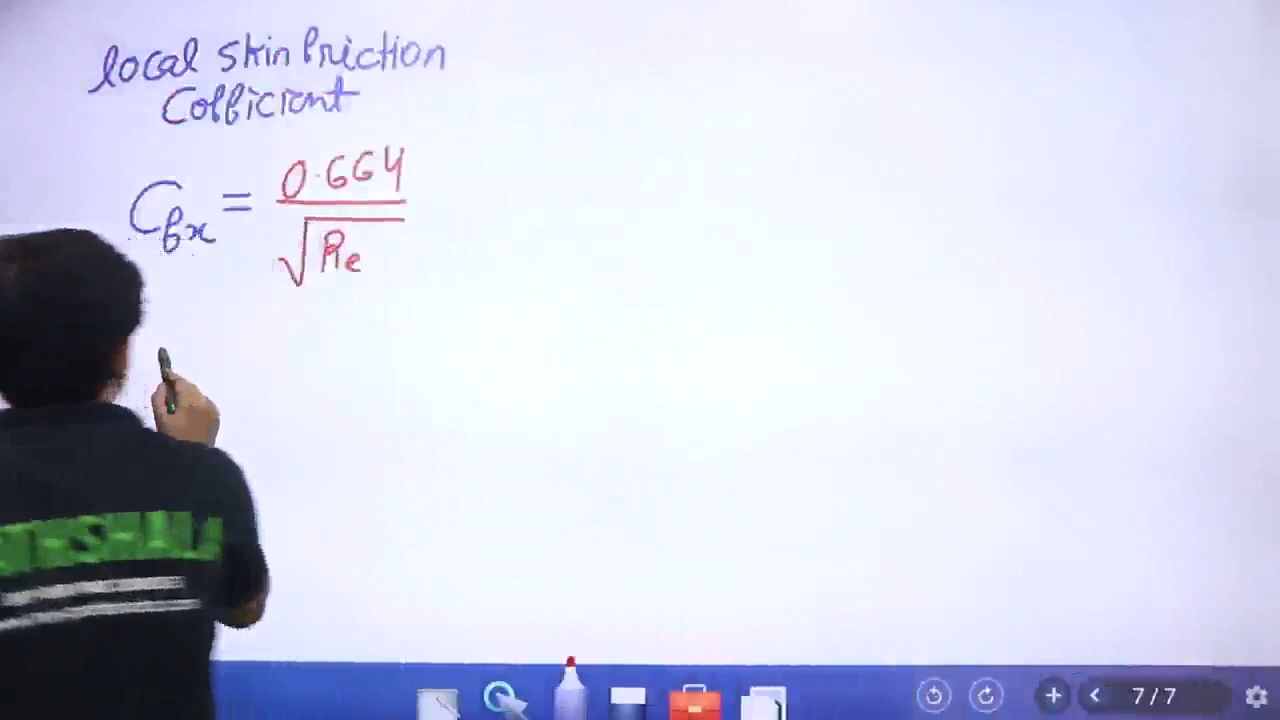 local skin friction
Cofficient
Cfx = 0.664 / √Re
7/7